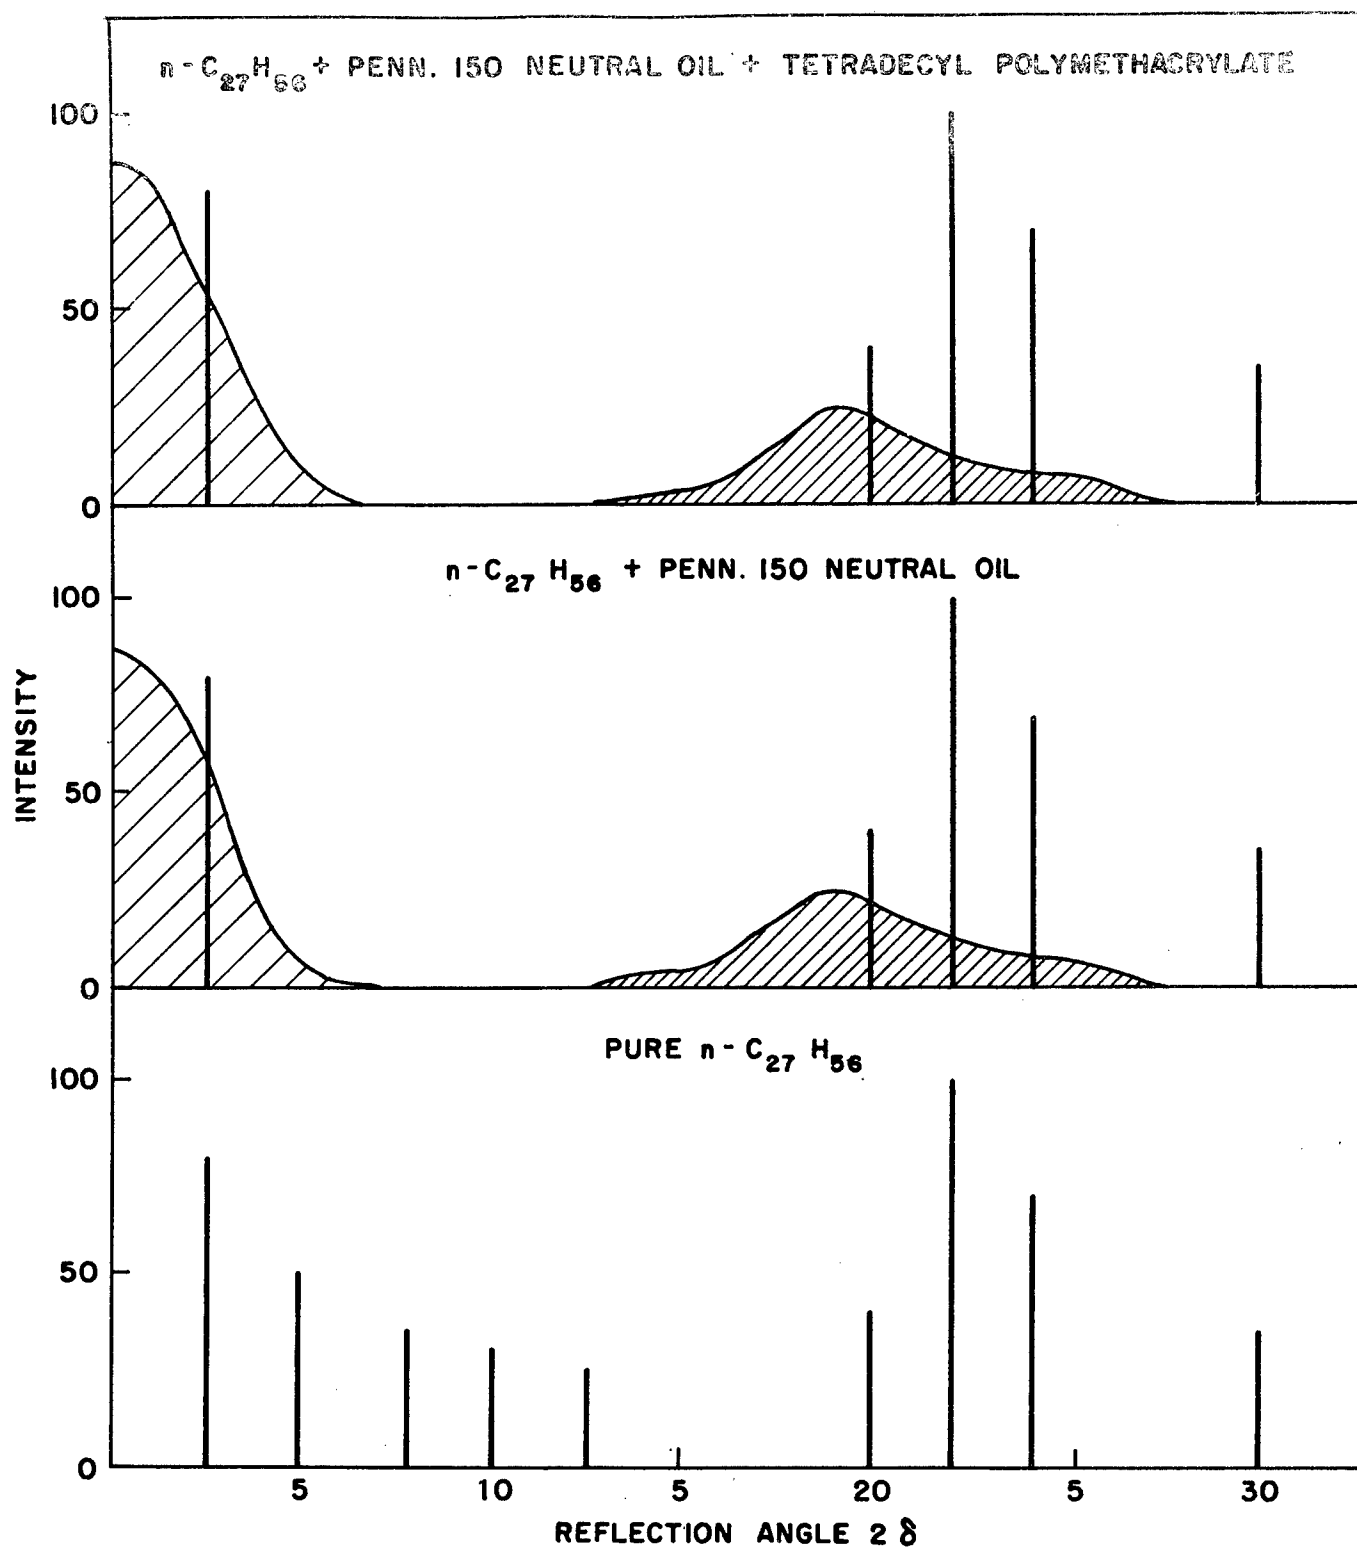 n-C27H56 + PENN. 150 NEUTRAL OIL + TETRADECYL POLYMETHACRYLATE
100
50
0
n-C27 H56 + PENN. 150 NEUTRAL OIL
100
50
0
INTENSITY
PURE n-C27 H56
100
50
0
5 10 5 20 5 30
REFLECTION ANGLE 2 δ